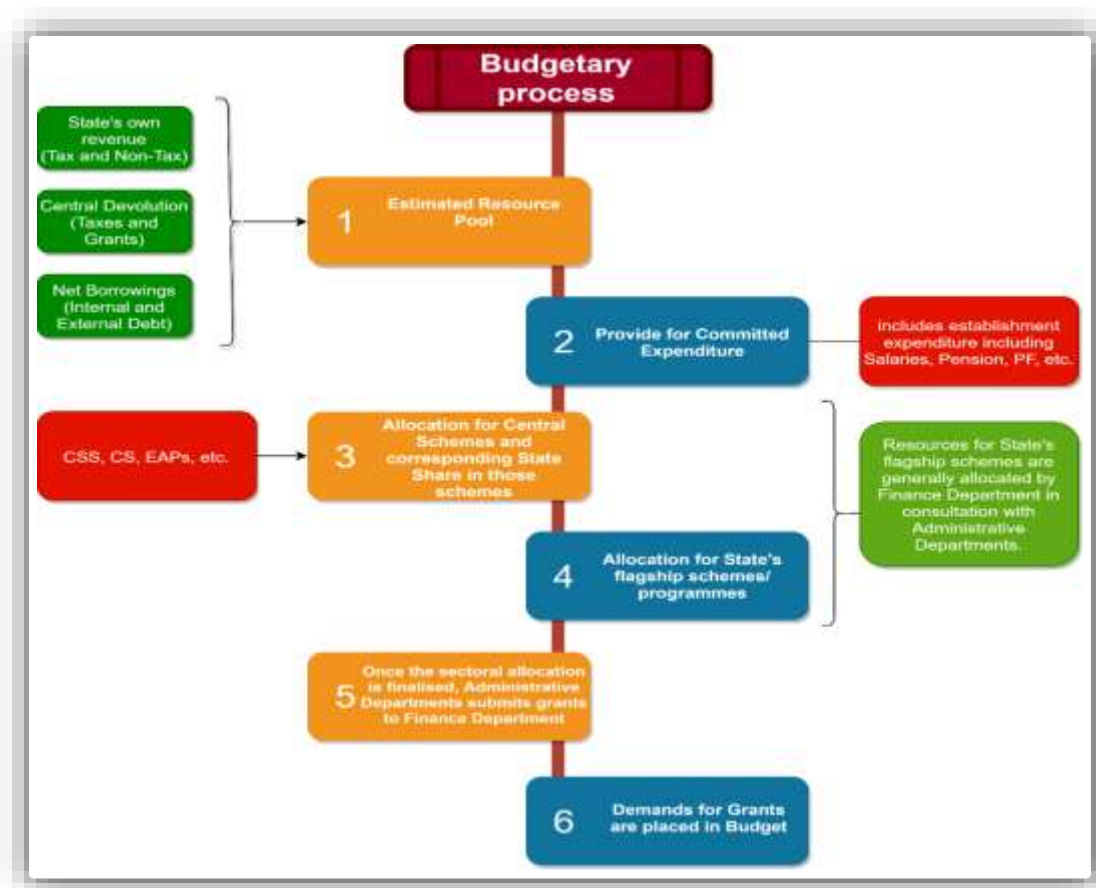 Budgetary
process
State's own
revenue
(Tax and Non-Tax)
Central Devolution
(Taxes and
Grants)
Net Borrowings
(Internal and
External Debt)
1
Estimated Resource
Pool
2
Provide for Committed
Expenditure
includes establishment
expenditure including
Salaries, Pension, PF, etc.
CSS, CS, EAPs, etc.
3
Allocation for Central
Schemes and
corresponding State
Share in those
schemes
Resources for State's
flagship schemes are
generally allocated by
Finance Department in
consultation with
Administrative
Departments.
4
Allocation for State's
flagship schemes/
programmes
5
Once the sectoral allocation
is finalised, Administrative
Departments submits grants
to Finance Department
6
Demands for Grants
are placed in Budget